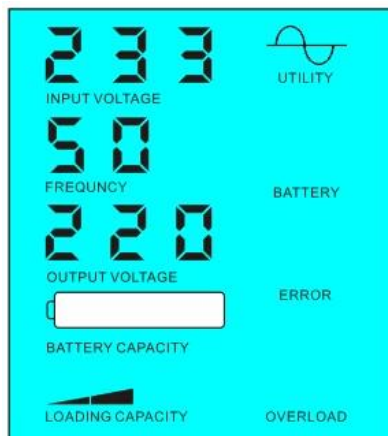 233
UTILITY
INPUT VOLTAGE
50
FREQUNCY
BATTERY
220
OUTPUT VOLTAGE
ERROR
BATTERY CAPACITY
LOADING CAPACITY
OVERLOAD